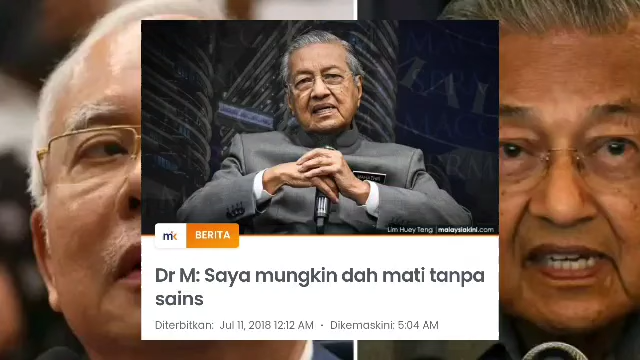 Lim Huey Teng | malaysiakini.com
mk BERITA
Dr M: Saya mungkin dah mati tanpa
sains
Diterbitkan: Jul 11, 2018 12:12 AM · Dikemaskini: 5:04 AM